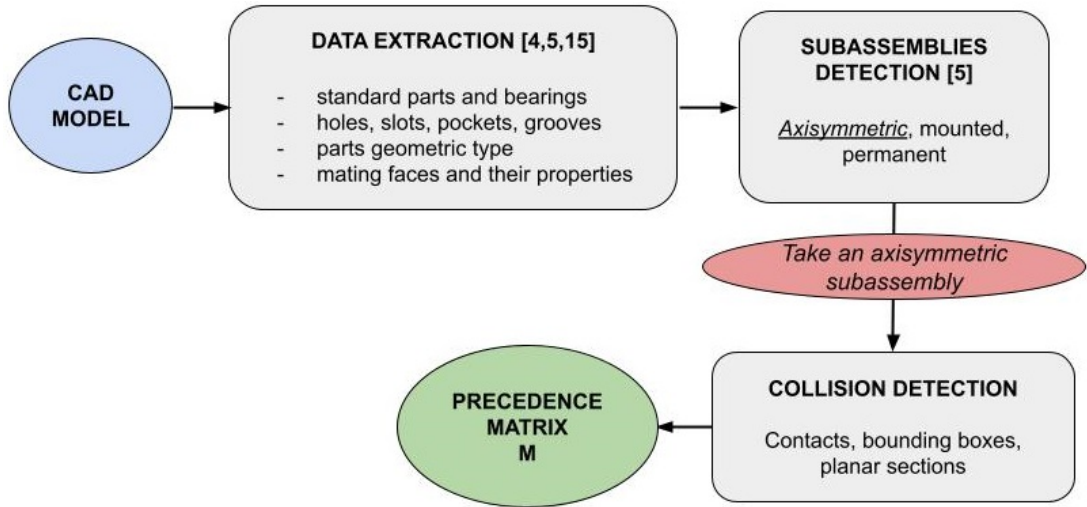 CAD
MODEL
DATA EXTRACTION [4,5,15]
- standard parts and bearings
- holes, slots, pockets, grooves
- parts geometric type
- mating faces and their properties
SUBASSEMBLIES
DETECTION [5]
Axisymmetric, mounted,
permanent
Take an axisymmetric
subassembly
COLLISION DETECTION
Contacts, bounding boxes,
planar sections
PRECEDENCE
MATRIX
M